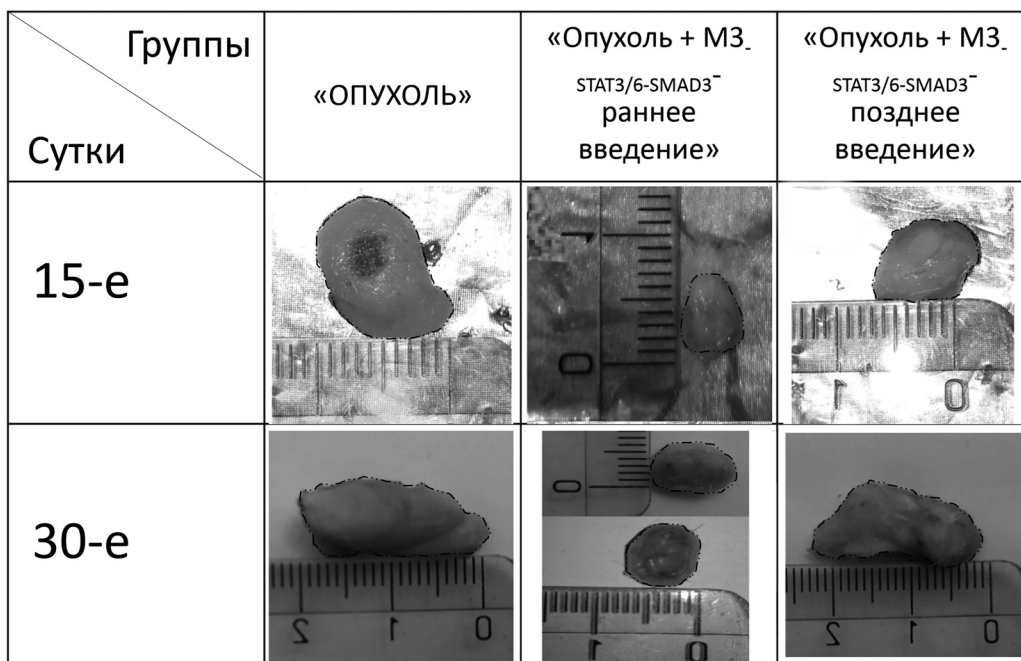 Группы
Сутки
«ОПУХОЛЬ»
«Опухоль + М3-
STAT3/6-SMAD3⁻
раннее
введение»
«Опухоль + М3-
STAT3/6-SMAD3⁻
позднее
введение»
15-е
1
0
1
0
30-е
2 1 0
0
1 0
2 1 0